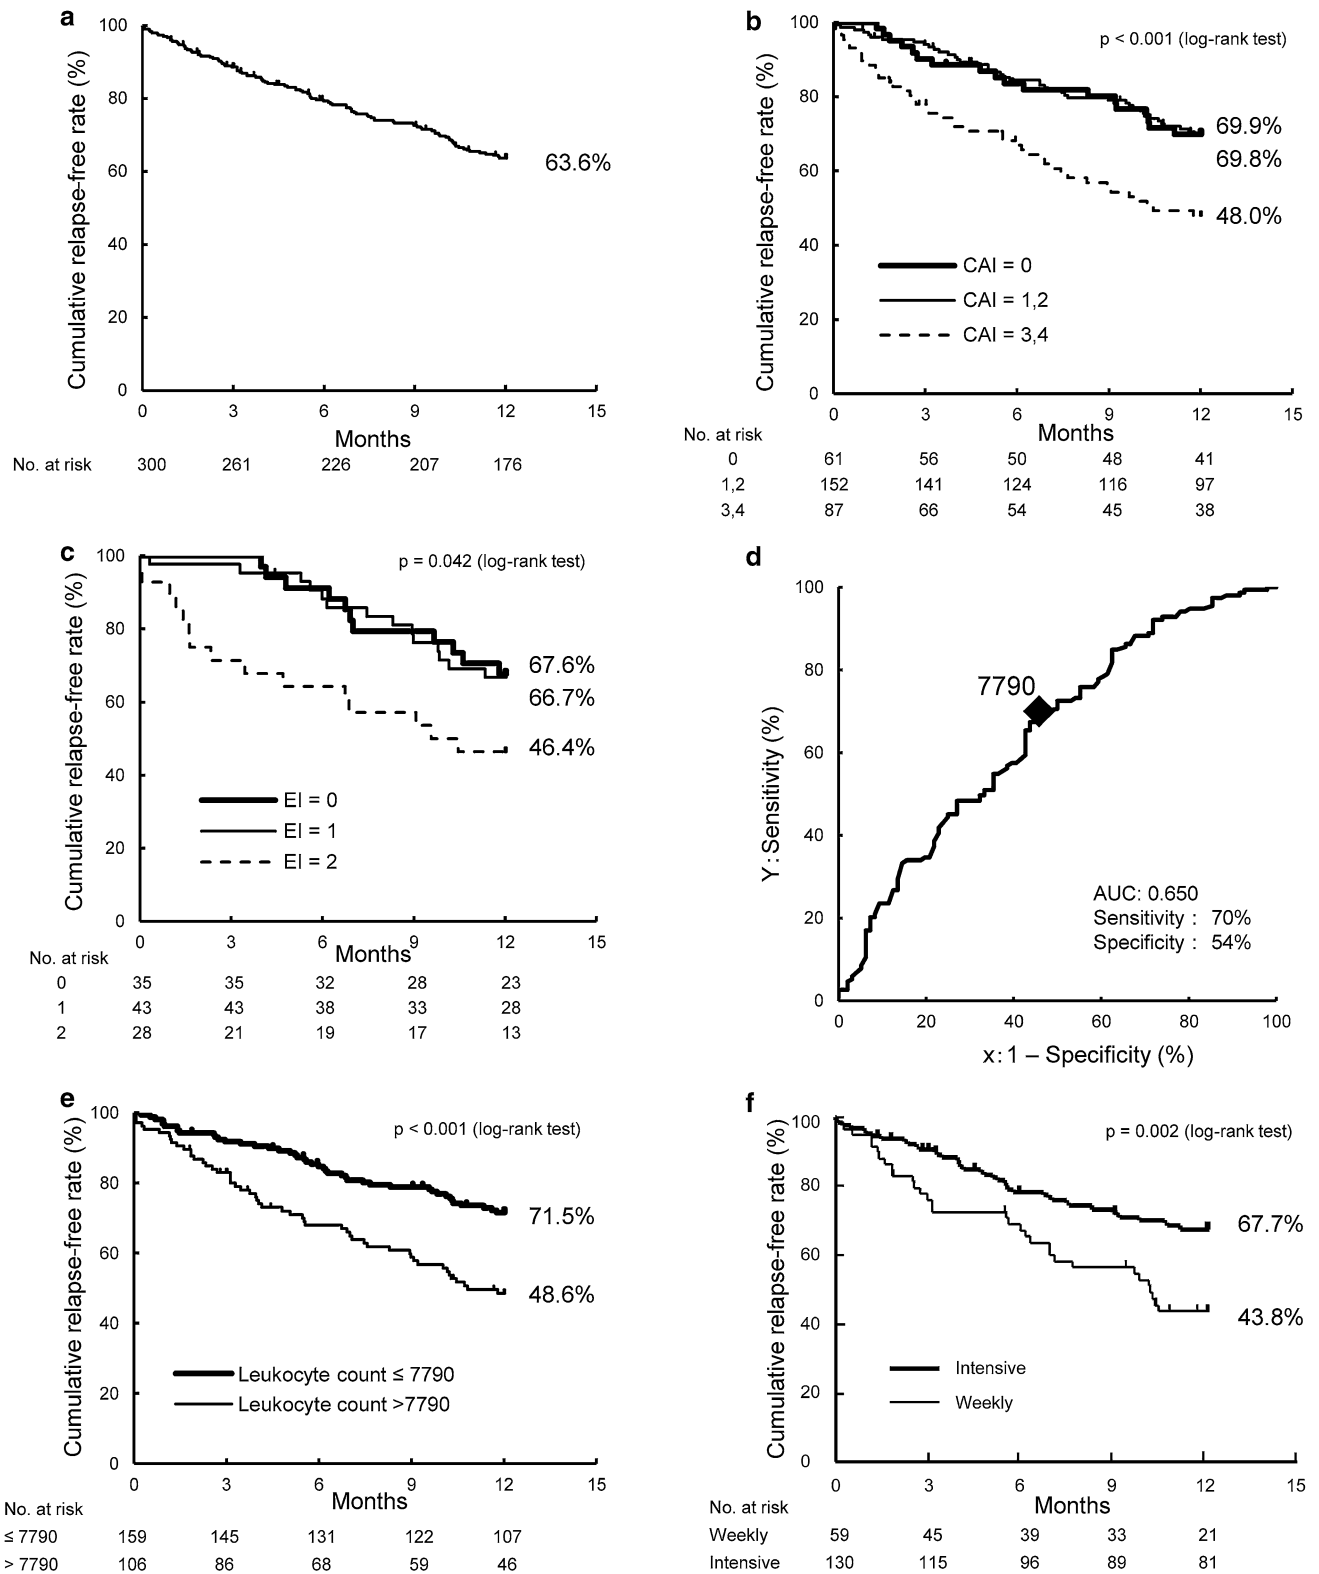 a
Cumulative relapse-free rate (%)
100
80
60
40
20
0
63.6%
0 3 6 9 12 15
Months
No. at risk 300 261 226 207 176
b
Cumulative relapse-free rate (%)
100
80
60
40
20
0
p < 0.001 (log-rank test)
69.9%
69.8%
48.0%
CAI = 0
CAI = 1,2
CAI = 3,4
0 3 6 9 12 15
Months
No. at risk
0 61 56 50 48 41
1,2 152 141 124 116 97
3,4 87 66 54 45 38
c
Cumulative relapse-free rate (%)
100
80
60
40
20
0
p = 0.042 (log-rank test)
67.6%
66.7%
46.4%
EI = 0
EI = 1
EI = 2
0 3 6 9 12 15
Months
No. at risk
0 35 35 32 28 23
1 43 43 38 33 28
2 28 21 19 17 13
d
Y : Sensitivity (%)
100
80
60
40
20
0
7790
AUC: 0.650
Sensitivity : 70%
Specificity : 54%
0 20 40 60 80 100
x : 1 – Specificity (%)
e
Cumulative relapse-free rate (%)
100
80
60
40
20
0
p < 0.001 (log-rank test)
71.5%
48.6%
Leukocyte count ≤ 7790
Leukocyte count >7790
0 3 6 9 12 15
Months
No. at risk
≤ 7790 159 145 131 122 107
> 7790 106 86 68 59 46
f
Cumulative relapse-free rate (%)
100
80
60
40
20
0
p = 0.002 (log-rank test)
67.7%
43.8%
Intensive
Weekly
0 3 6 9 12 15
Months
No. at risk
Weekly 59 45 39 33 21
Intensive 130 115 96 89 81